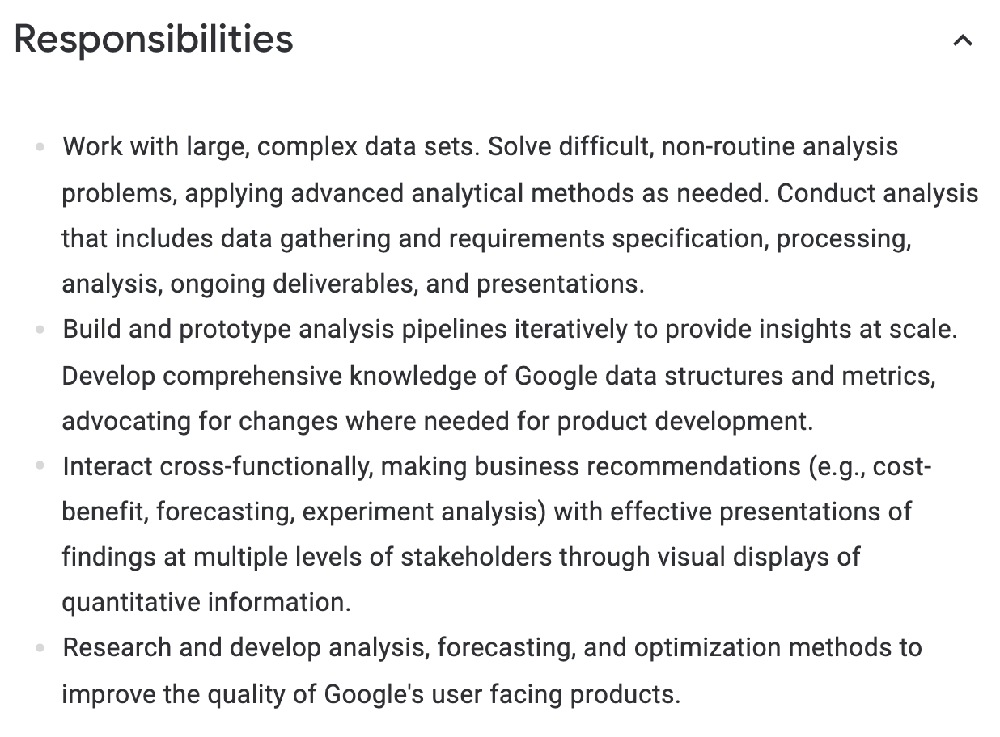 Responsibilities
Work with large, complex data sets. Solve difficult, non-routine analysis
problems, applying advanced analytical methods as needed. Conduct analysis
that includes data gathering and requirements specification, processing,
analysis, ongoing deliverables, and presentations.
Build and prototype analysis pipelines iteratively to provide insights at scale.
Develop comprehensive knowledge of Google data structures and metrics,
advocating for changes where needed for product development.
Interact cross-functionally, making business recommendations (e.g., cost-
benefit, forecasting, experiment analysis) with effective presentations of
findings at multiple levels of stakeholders through visual displays of
quantitative information.
Research and develop analysis, forecasting, and optimization methods to
improve the quality of Google's user facing products.